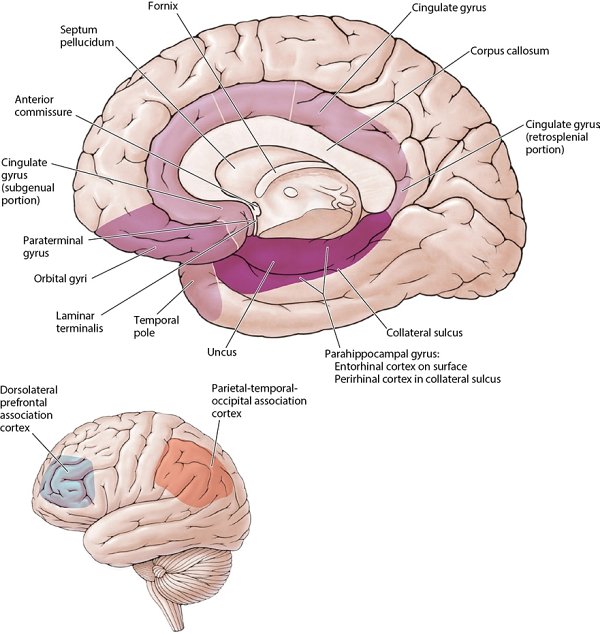 Fornix
Cingulate gyrus
Septum
pellucidum
Corpus callosum
Anterior
commissure
Cingulate gyrus
(retrosplenial
portion)
Cingulate
gyrus
(subgenual
portion)
Paraterminal
gyrus
Orbital gyri
Laminar
terminalis
Temporal
pole
Uncus
Collateral sulcus
Parahippocampal gyrus:
Entorhinal cortex on surface
Perirhinal cortex in collateral sulcus
Dorsolateral
prefrontal
association
cortex
Parietal-temporal-
occipital association
cortex